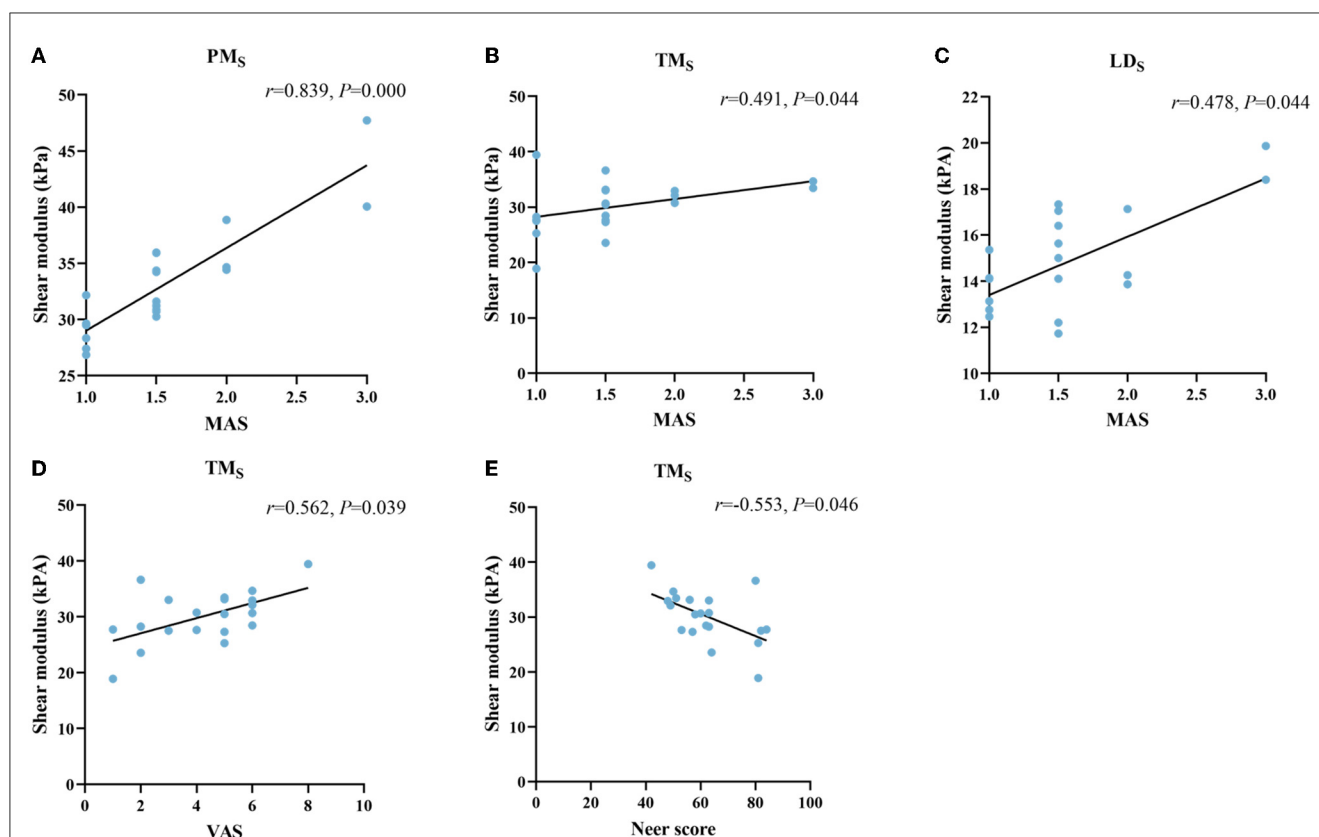 A
PMS
r=0.839, P=0.000
Shear modulus (kPa)
50
45
40
35
30
25
1.0 1.5 2.0 2.5 3.0
MAS
B
TMS
r=0.491, P=0.044
Shear modulus (kPa)
50
40
30
20
10
0
1.0 1.5 2.0 2.5 3.0
MAS
C
LDS
r=0.478, P=0.044
Shear modulus (kPA)
22
20
18
16
14
12
10
1.0 1.5 2.0 2.5 3.0
MAS
D
TMS
r=0.562, P=0.039
Shear modulus (kPA)
50
40
30
20
10
0
0 2 4 6 8 10
VAS
E
TMS
r=-0.553, P=0.046
Shear modulus (kPA)
50
40
30
20
10
0
0 20 40 60 80 100
Neer score